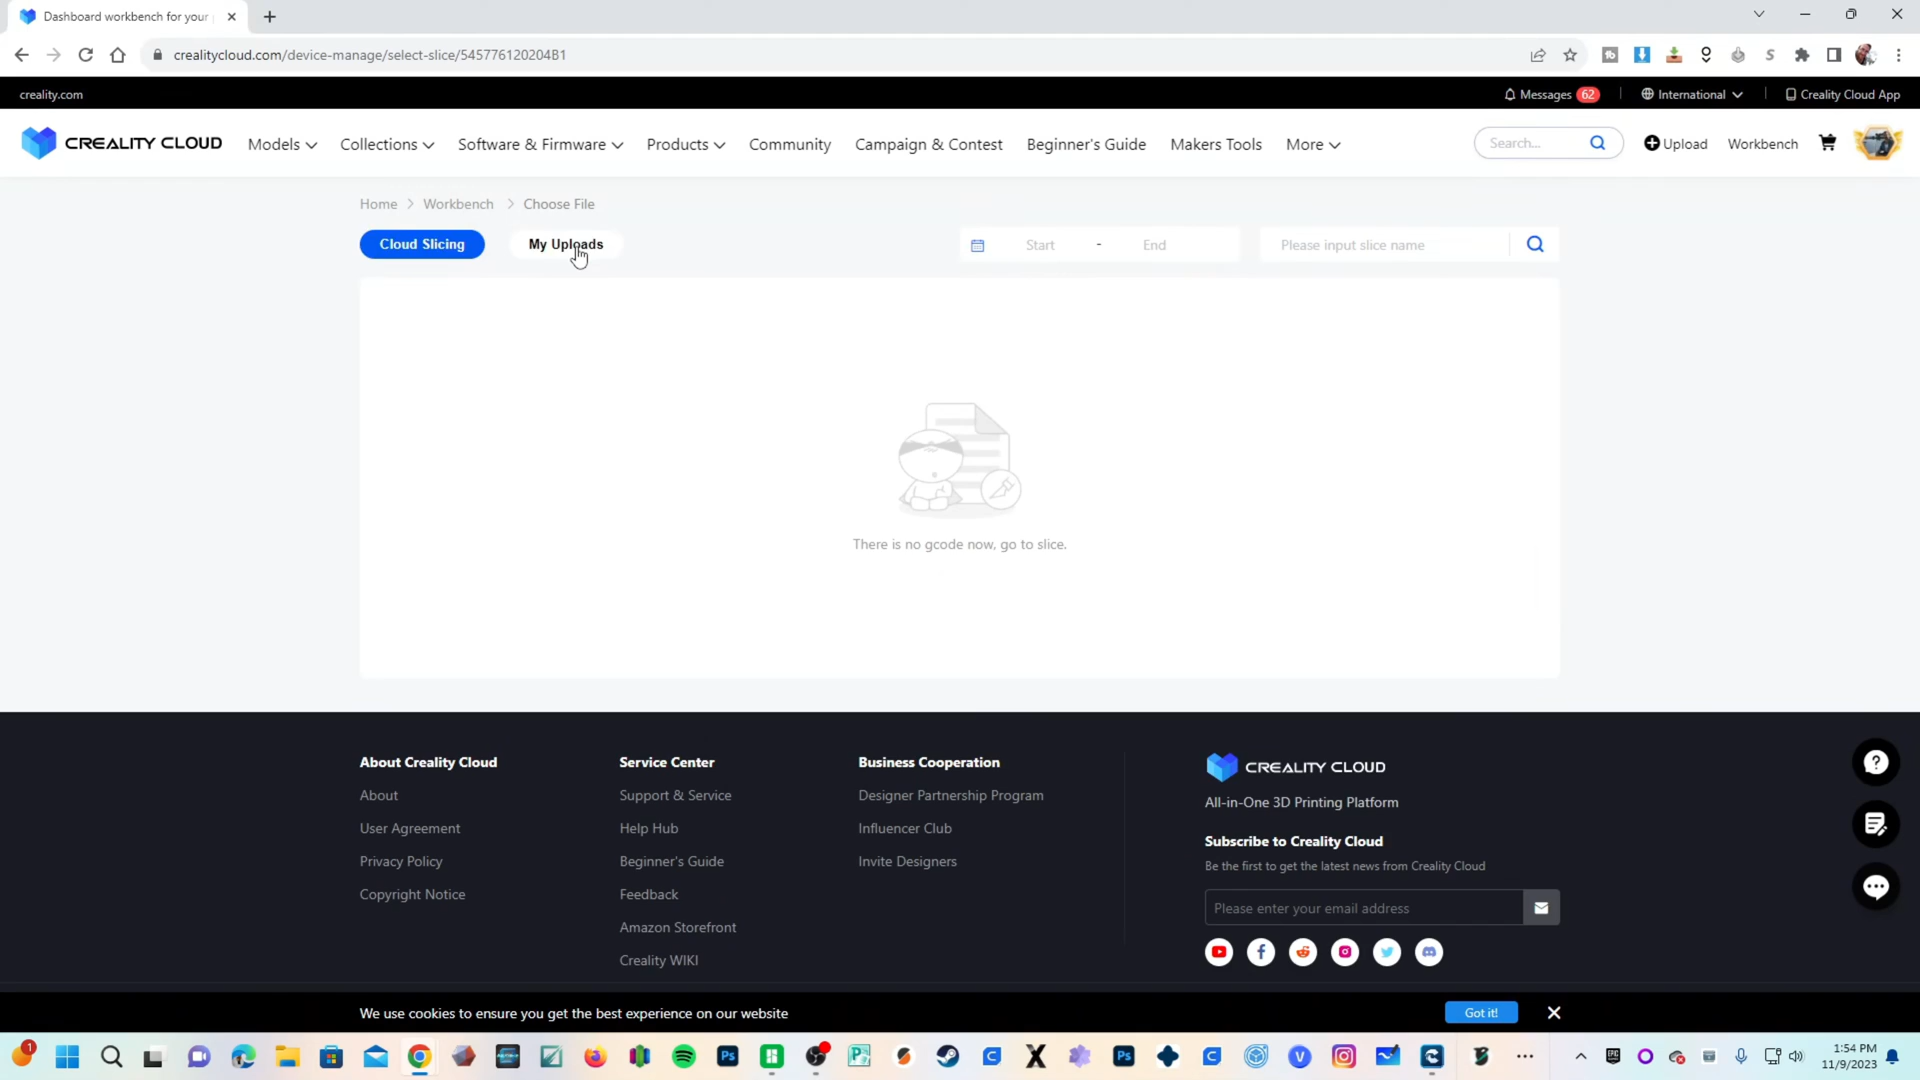 Dashboard workbench for your
crealitycloud.com/device-manage/select-slice/545776120204B1
creality.com
Messages 62
International
Creality Cloud App
CREALITY CLOUD
Models
Collections
Software & Firmware
Products
Community
Campaign & Contest
Beginner's Guide
Makers Tools
More
Search...
Upload
Workbench
Home > Workbench > Choose File
Cloud Slicing
My Uploads
Start - End
Please input slice name
There is no gcode now, go to slice.
About Creality Cloud
About
User Agreement
Privacy Policy
Copyright Notice
Service Center
Support & Service
Help Hub
Beginner's Guide
Feedback
Amazon Storefront
Creality WIKI
Business Cooperation
Designer Partnership Program
Influencer Club
Invite Designers
CREALITY CLOUD
All-in-One 3D Printing Platform
Subscribe to Creality Cloud
Be the first to get the latest news from Creality Cloud
Please enter your email address
We use cookies to ensure you get the best experience on our website
Got it!
1:54 PM
11/9/2023